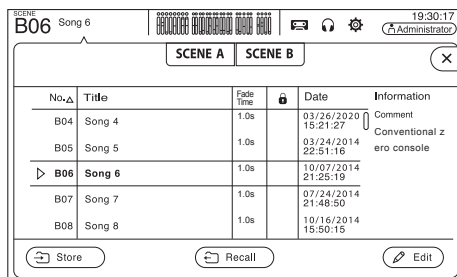 SCENE
B06 Song 6
19:30:17
Administrator
SCENE A SCENE B
No. Title Fade Time Date Information
B04 Song 4 1.0s 03/26/2020 15:21:27
Comment
Conventional z
ero console
B05 Song 5 1.0s 03/24/2014 22:51:16
B06 Song 6 1.0s 10/07/2014 21:25:19
B07 Song 7 1.0s 07/24/2014 21:48:50
B08 Song 8 1.0s 10/16/2014 15:50:15
Store Recall Edit